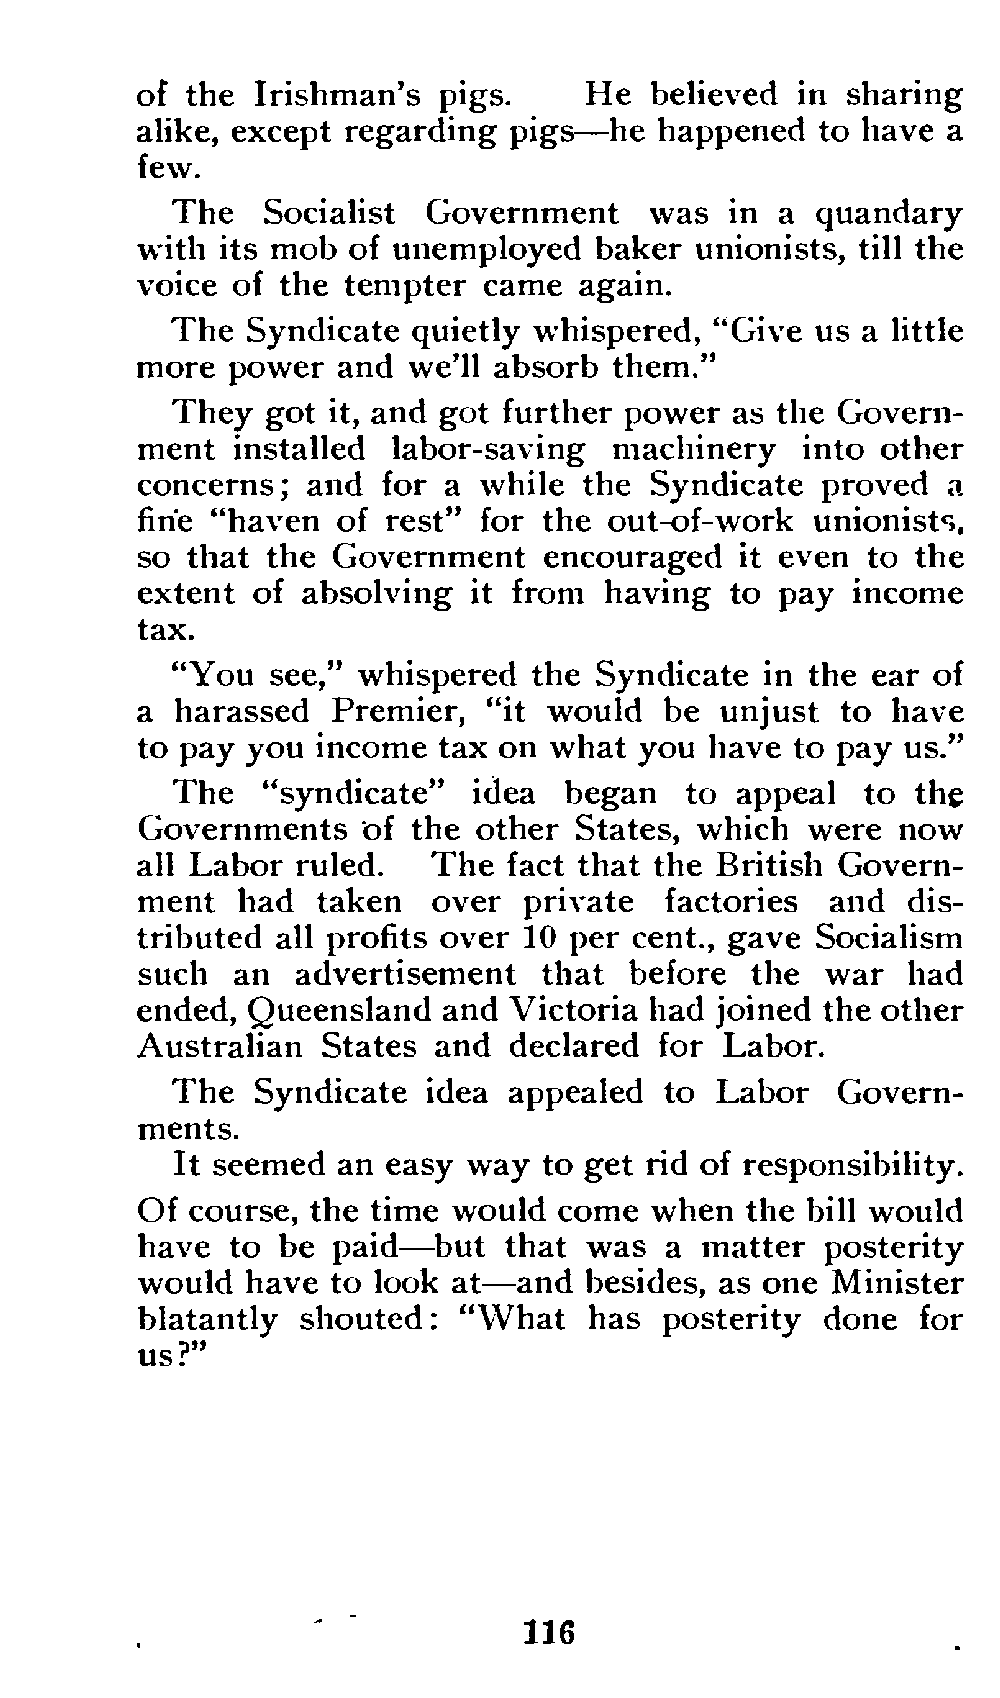 of the Irishman's pigs. He believed in sharing
alike, except regarding pigs—he happened to have a
few.
The Socialist Government was in a quandary
with its mob of unemployed baker unionists, till the
voice of the tempter came again.
The Syndicate quietly whispered, “Give us a little
more power and we'll absorb them.”
They got it, and got further power as the Govern-
ment installed labor-saving machinery into other
concerns; and for a while the Syndicate proved a
fine “haven of rest” for the out-of-work unionists,
so that the Government encouraged it even to the
extent of absolving it from having to pay income
tax.
“You see,” whispered the Syndicate in the ear of
a harassed Premier, “it would be unjust to have
to pay you income tax on what you have to pay us.”
The “syndicate” idea began to appeal to the
Governments of the other States, which were now
all Labor ruled. The fact that the British Govern-
ment had taken over private factories and dis-
tributed all profits over 10 per cent., gave Socialism
such an advertisement that before the war had
ended, Queensland and Victoria had joined the other
Australian States and declared for Labor.
The Syndicate idea appealed to Labor Govern-
ments.
It seemed an easy way to get rid of responsibility.
Of course, the time would come when the bill would
have to be paid—but that was a matter posterity
would have to look at—and besides, as one Minister
blatantly shouted: “What has posterity done for
us?”
116